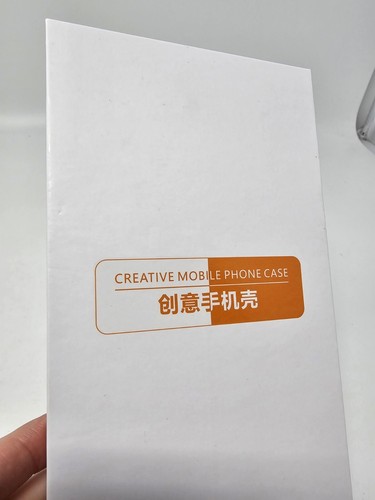 CREATIVE MOBILE PHONE CASE
创意手机壳